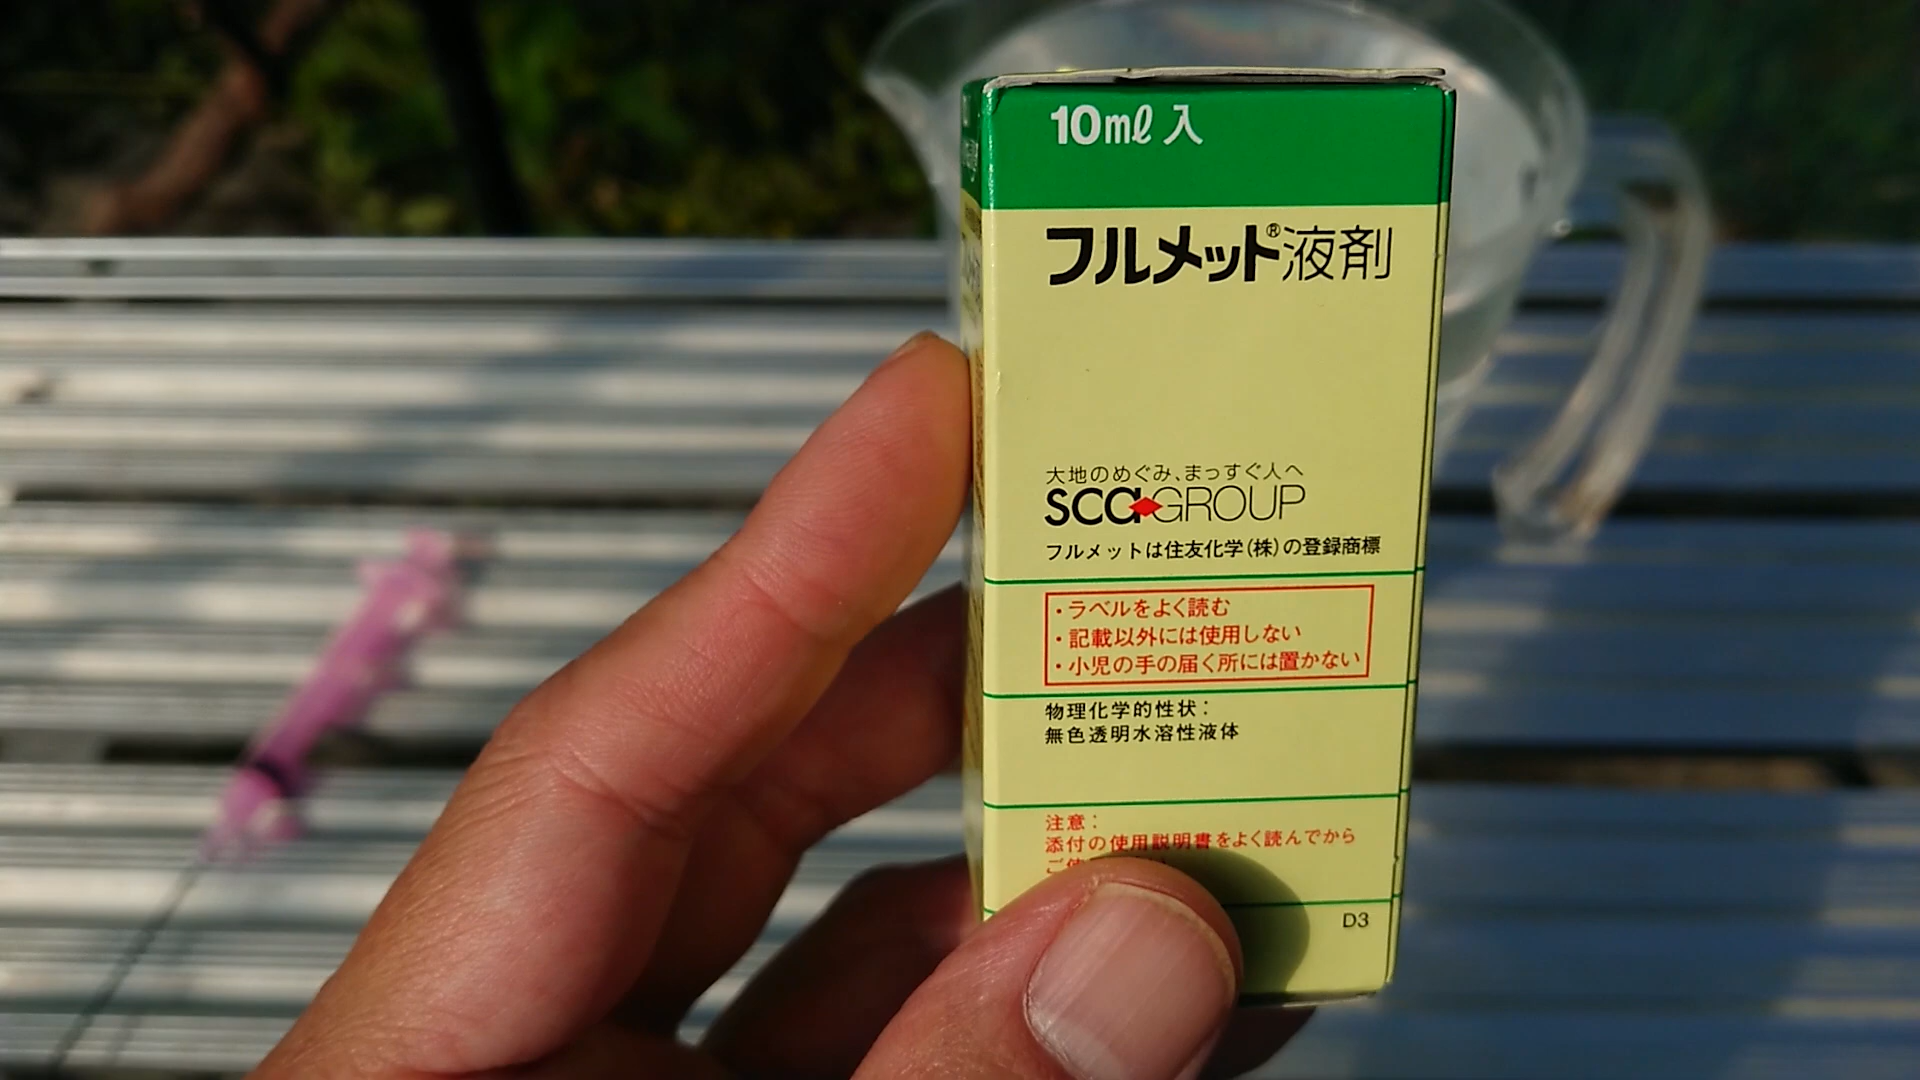 10ml入
フルメット®液剤
大地のめぐみ、まっすぐ人へ
SCA GROUP
フルメットは住友化学(株)の登録商標
・ラベルをよく読む
・記載以外には使用しない
・小児の手の届く所には置かない
物理化学的性状:
無色透明水溶性液体
注意:
添付の使用説明書をよく読んでから
D3